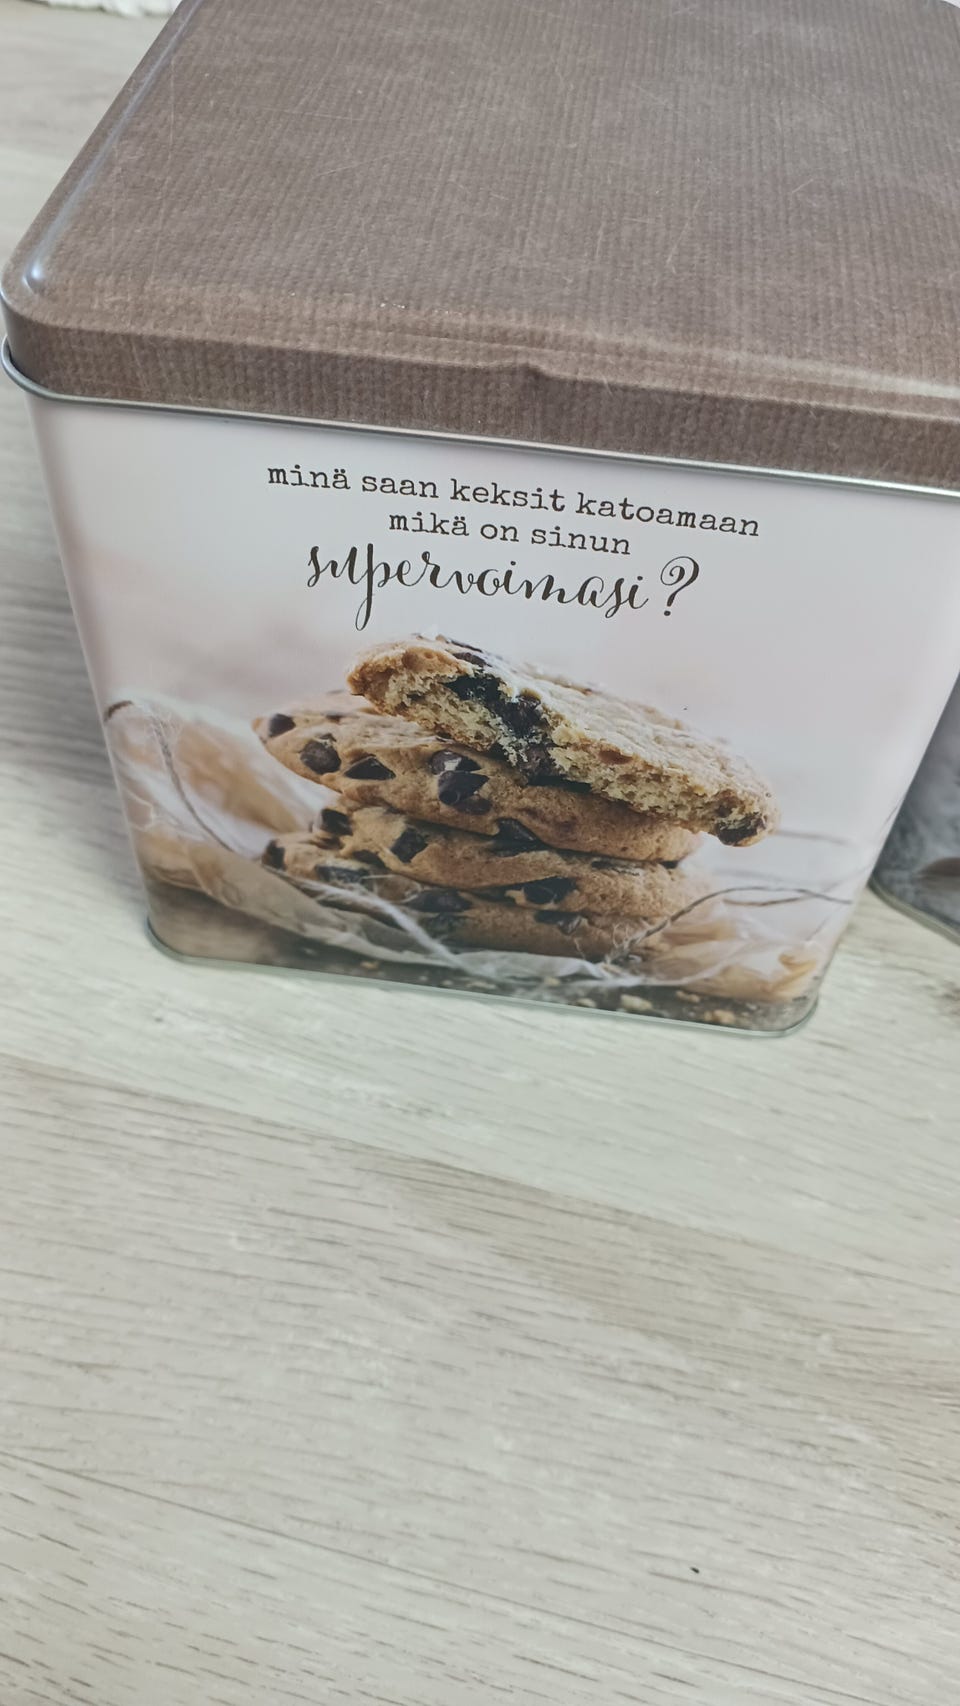 minä saan keksit katoamaan
mikä on sinun
supervoimasi?